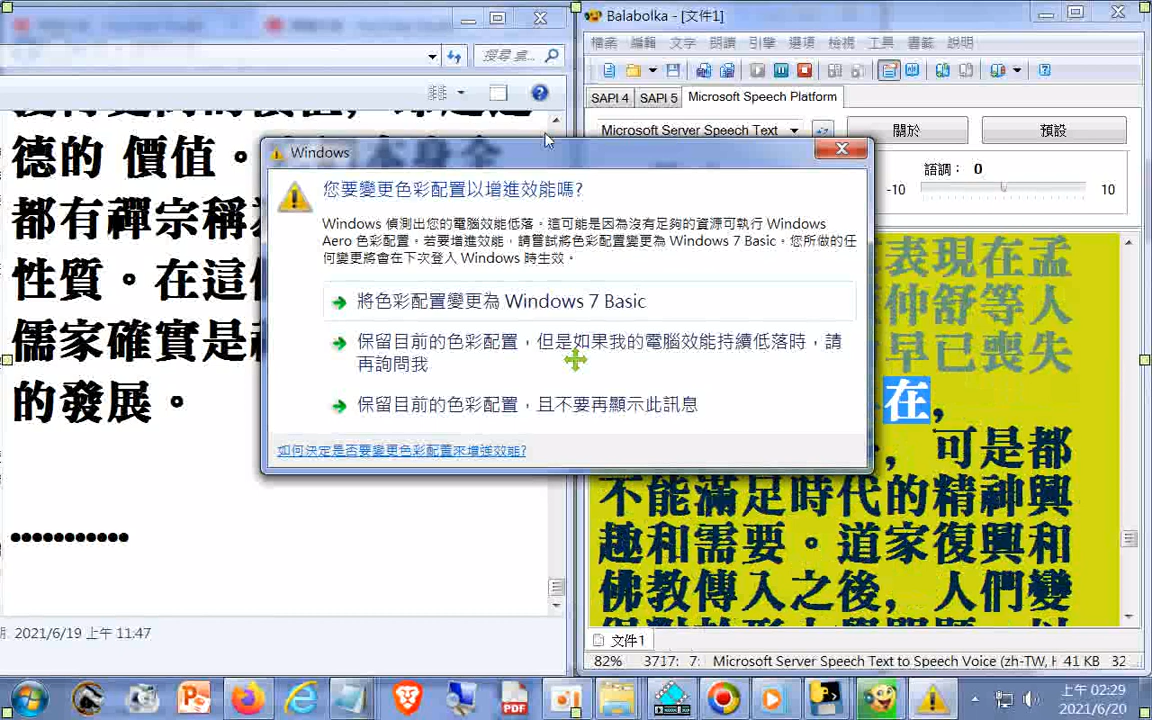 搜尋 桌...
德的 價值。
都有禪宗稱為
性質。在這
儒家確實是
的發展。
•••••••••••
2021/6/19 上午 11:47
Balabolka - [文件1]
檔案 編輯 文字 朗讀 引擎 選項 檢視 工具 書籤 說明
SAPI 4 SAPI 5 Microsoft Speech Platform
Microsoft Server Speech Text
關於 預設
語調： 0
-10 10
Windows
您要變更色彩配置以增進效能嗎?
Windows 偵測出您的電腦效能低落。這可能是因為沒有足夠的資源可執行 Windows
Aero 色彩配置。若要增進效能，請嘗試將色彩配置變更為 Windows 7 Basic。您所做的任
何變更將會在下次登入 Windows 時生效。
將色彩配置變更為 Windows 7 Basic
保留目前的色彩配置，但是如果我的電腦效能持續低落時，請
再詢問我
保留目前的色彩配置，且不要再顯示此訊息
如何決定是否要變更色彩配置來增強效能?
表現在孟
仲舒等人
早已喪失
在，
，可是都
不能滿足時代的精神興
趣和需要。道家復興和
佛教傳入之後，人們變
文件1
82% 3717: 7: Microsoft Server Speech Text to Speech Voice (zh-TW, H 41 KB 32
PDF
上午 02:29
2021/6/20